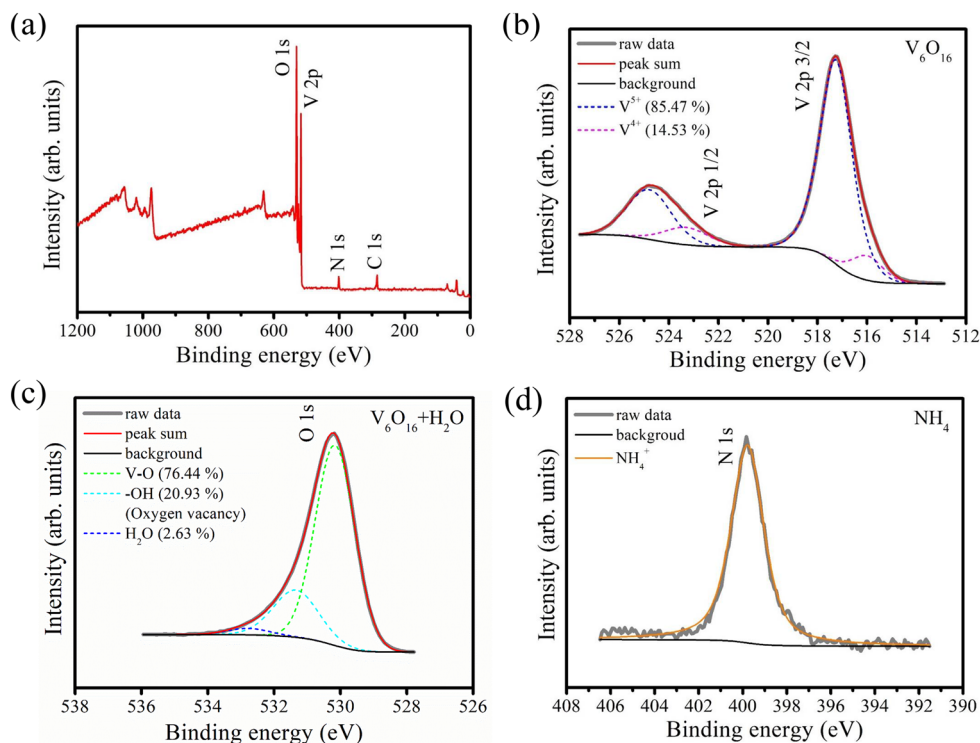 (a)
O 1s
V 2p
N 1s
C 1s
Intensity (arb. units)
1200 1000 800 600 400 200 0
Binding energy (eV)
(b)
raw data
peak sum
background
V⁵⁺ (85.47 %)
V⁴⁺ (14.53 %)
V₆O₁₆
V 2p 3/2
V 2p 1/2
Intensity (arb. units)
528 526 524 522 520 518 516 514 512
Binding energy (eV)
(c)
raw data
peak sum
background
V-O (76.44 %)
-OH (20.93 %)
(Oxygen vacancy)
H₂O (2.63 %)
V₆O₁₆+H₂O
O 1s
Intensity (arb. units)
538 536 534 532 530 528 526
Binding energy (eV)
(d)
raw data
backgroud
NH₄⁺
NH₄
N 1s
Intensity (arb. units)
408 406 404 402 400 398 396 394 392 390
Binding energy (eV)